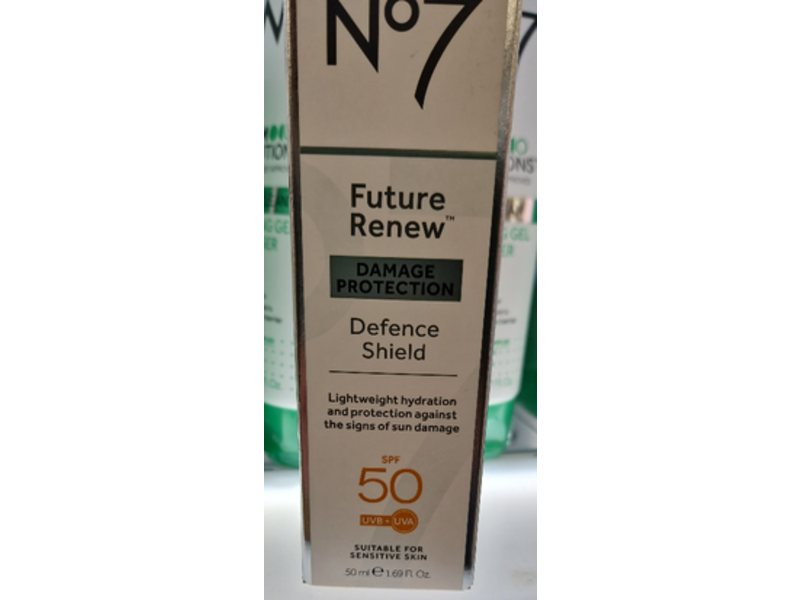 No7
Future
Renew™
DAMAGE
PROTECTION
Defence
Shield
Lightweight hydration
and protection against
the signs of sun damage
SPF
50
UVB + UVA
SUITABLE FOR
SENSITIVE SKIN
50 ml ℮ 1.69 Fl. Oz.